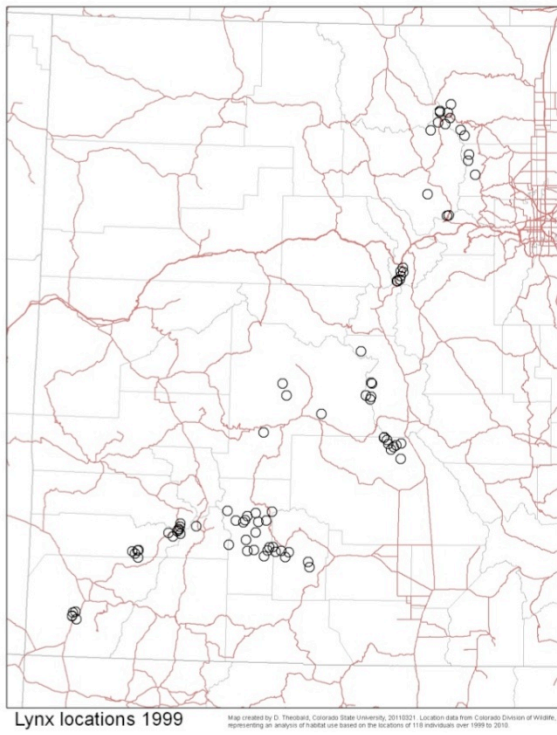 Lynx locations 1999
Map created by D. Theobald, Colorado State University, 20110321. Location data from Colorado Division of Wildlife,
representing an analysis of habitat use based on the locations of 118 individuals over 1999 to 2010.